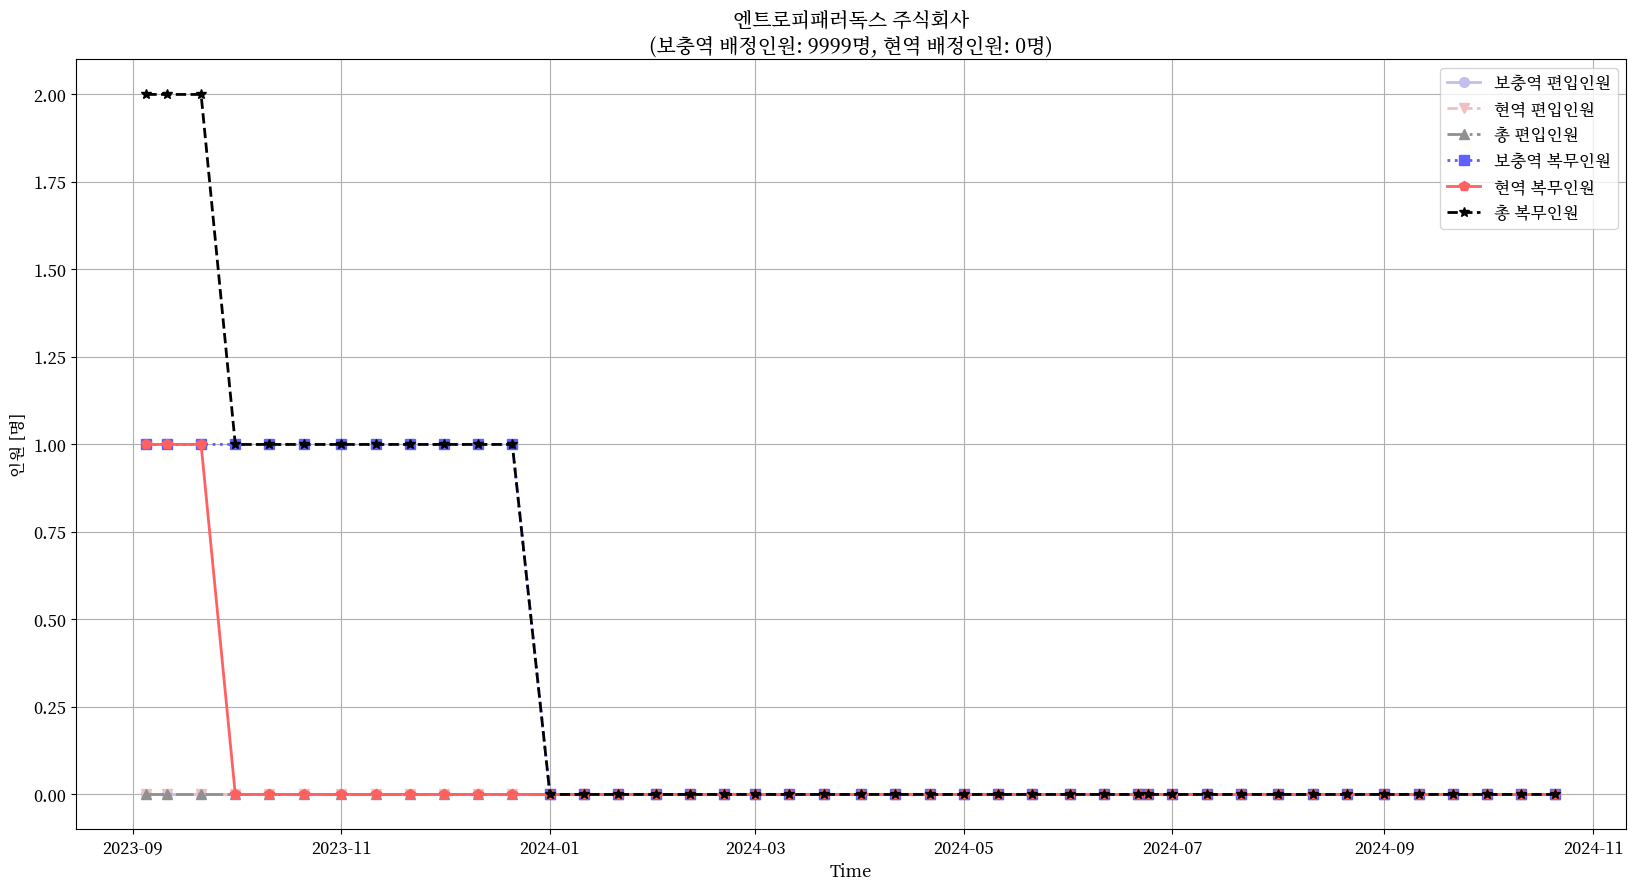 엔트로피패러독스 주식회사
(보충역 배정인원: 9999명, 현역 배정인원: 0명)
보충역 편입인원
현역 편입인원
총 편입인원
보충역 복무인원
현역 복무인원
총 복무인원
2.00
1.75
1.50
1.25
1.00
0.75
0.50
0.25
0.00
인원 [명]
2023-09
2023-11
2024-01
2024-03
2024-05
2024-07
2024-09
2024-11
Time